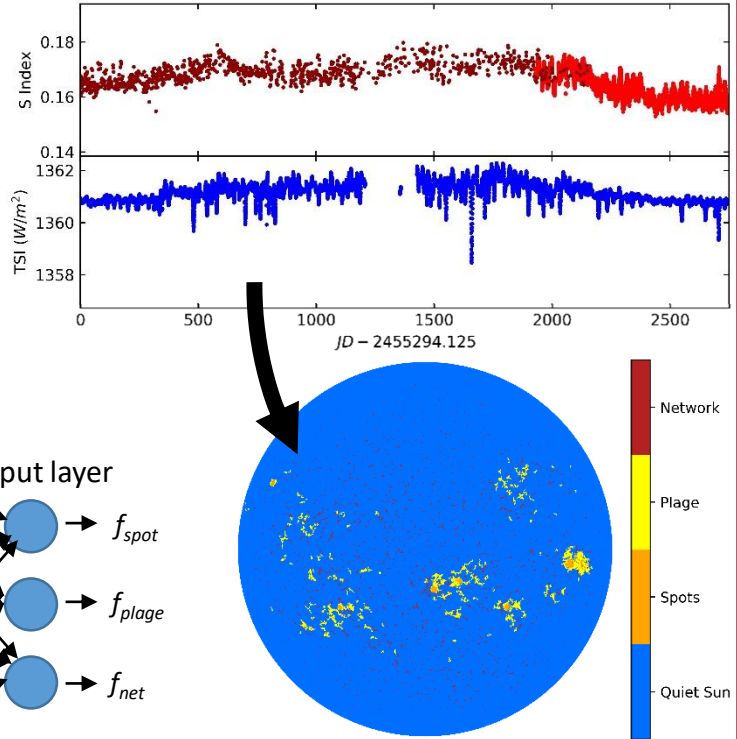 0.18
0.16
0.14
S Index
1362
1360
1358
TSI (W/m²)
0 500 1000 1500 2000 2500
JD − 2455294.125
put layer
f_spot
f_plage
f_net
Network
Plage
Spots
Quiet Sun